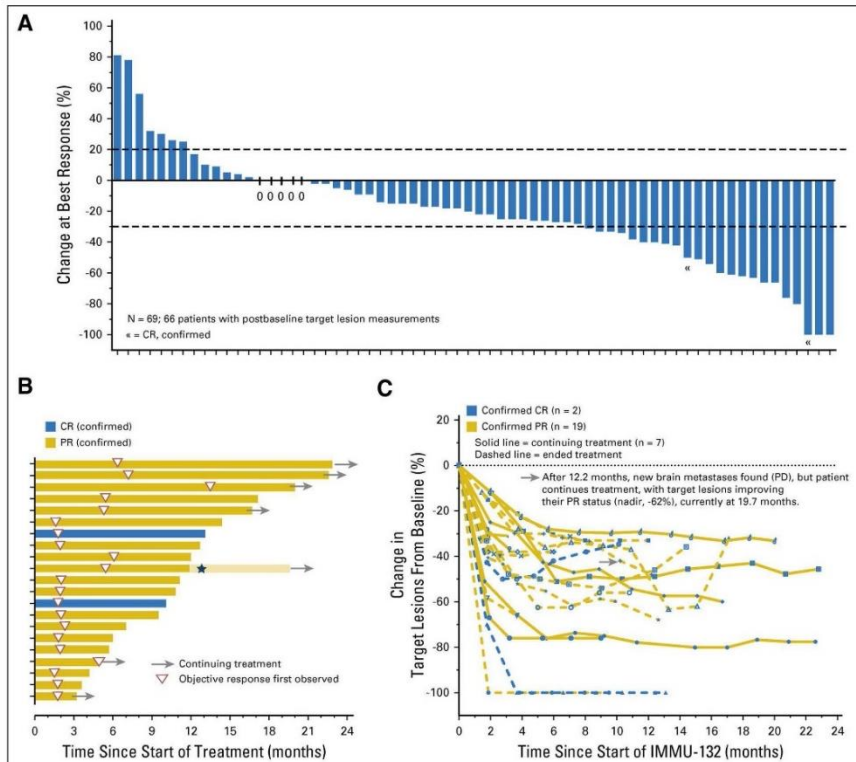 A
Change at Best Response (%)
100
80
60
40
20
0
-20
-40
-60
-80
-100
0 0 0 0 0
«
«
N = 69; 66 patients with postbaseline target lesion measurements
« = CR, confirmed
B
CR (confirmed)
PR (confirmed)
Continuing treatment
Objective response first observed
0 3 6 9 12 15 18 21 24
Time Since Start of Treatment (months)
C
Confirmed CR (n = 2)
Confirmed PR (n = 19)
Solid line = continuing treatment (n = 7)
Dashed line = ended treatment
After 12.2 months, new brain metastases found (PD), but patient
continues treatment, with target lesions improving
their PR status (nadir, -62%), currently at 19.7 months.
Change in
Target Lesions From Baseline (%)
20
0
-20
-40
-60
-80
-100
0 2 4 6 8 10 12 14 16 18 20 22 24
Time Since Start of IMMU-132 (months)